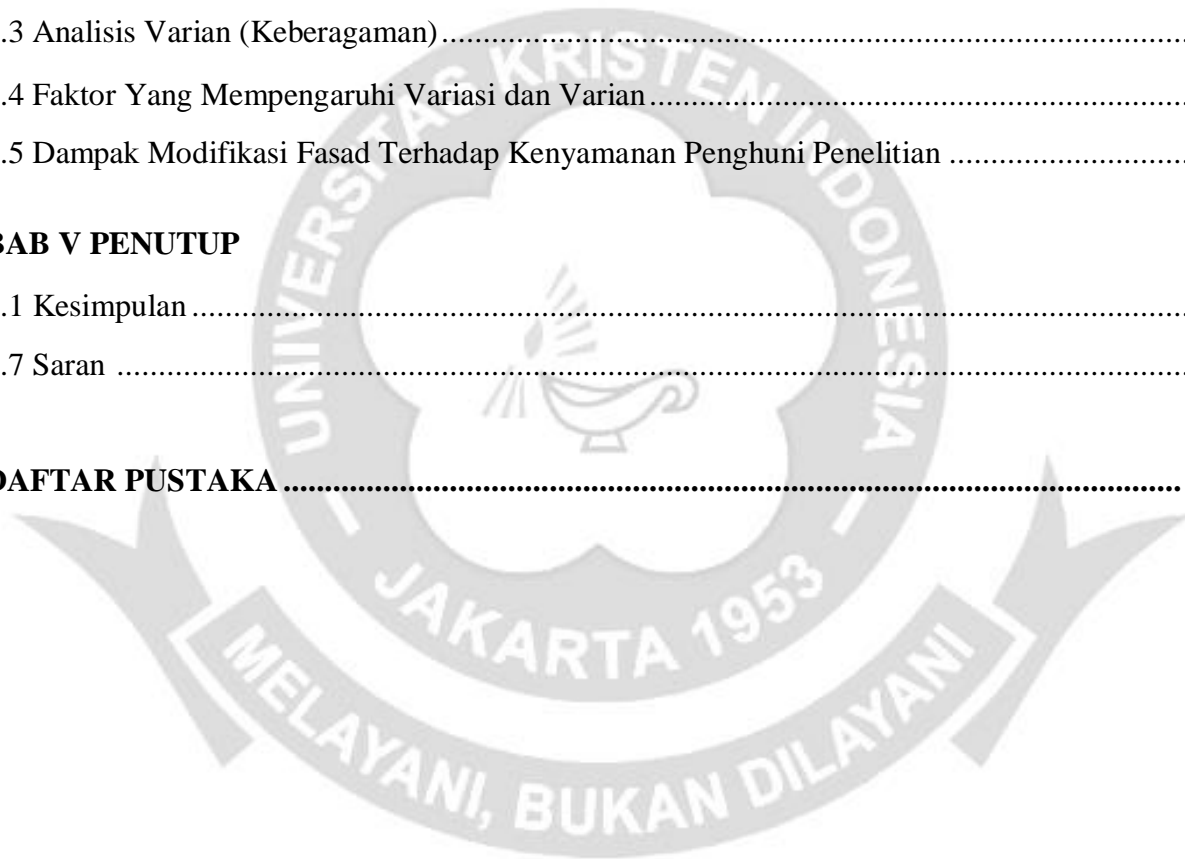 .3 Analisis Varian (Keberagaman)........................................................................................
.4 Faktor Yang Mempengaruhi Variasi dan Varian........................................................................................
.5 Dampak Modifikasi Fasad Terhadap Kenyamanan Penghuni Penelitian ..............................
BAB V PENUTUP
.1 Kesimpulan........................................................................................
.7 Saran ........................................................................................
DAFTAR PUSTAKA........................................................................................
UNIVERSITAS KRISTEN INDONESIA
- JAKARTA 1953 -
MELAYANI, BUKAN DILAYANI